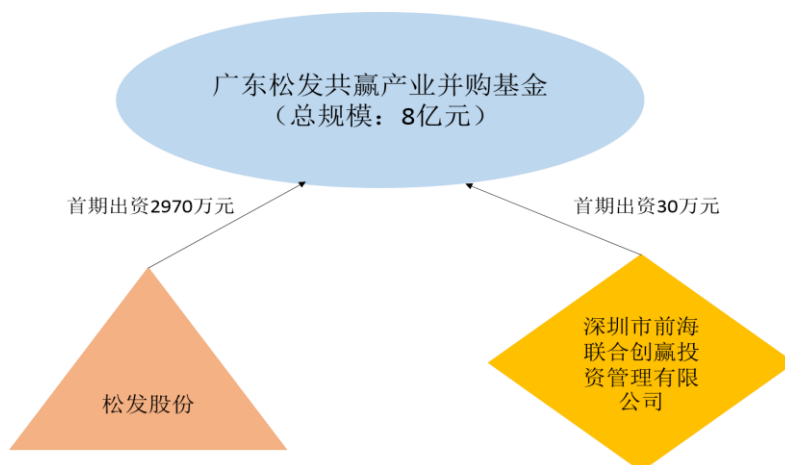 广东松发共赢产业并购基金
（总规模：8亿元）
首期出资2970万元
首期出资30万元
松发股份
深圳市前海
联合创赢投
资管理有限
公司